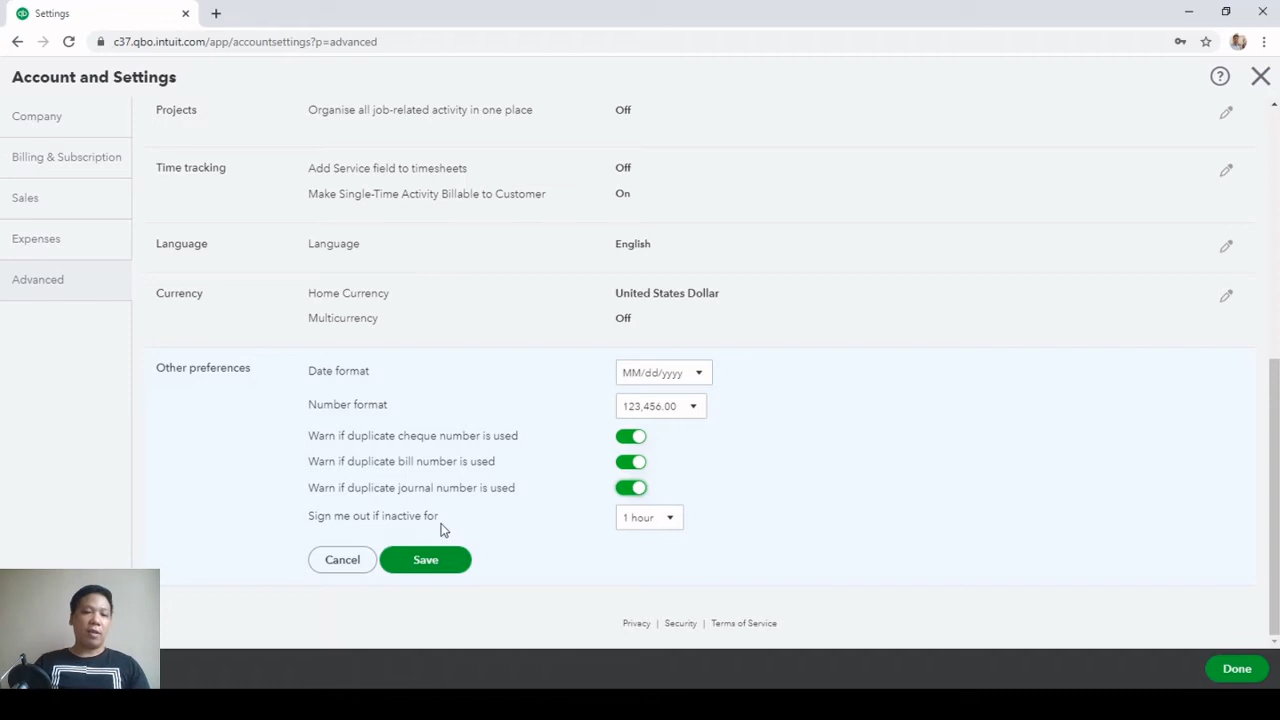 Settings
c37.qbo.intuit.com/app/accountsettings?p=advanced
Account and Settings
Company
Billing & Subscription
Sales
Expenses
Advanced
Projects Organise all job-related activity in one place Off
Time tracking Add Service field to timesheets Off
Make Single-Time Activity Billable to Customer On
Language Language English
Currency Home Currency United States Dollar
Multicurrency Off
Other preferences Date format MM/dd/yyyy
Number format 123,456.00
Warn if duplicate cheque number is used
Warn if duplicate bill number is used
Warn if duplicate journal number is used
Sign me out if inactive for 1 hour
Cancel Save
Privacy | Security | Terms of Service
Done